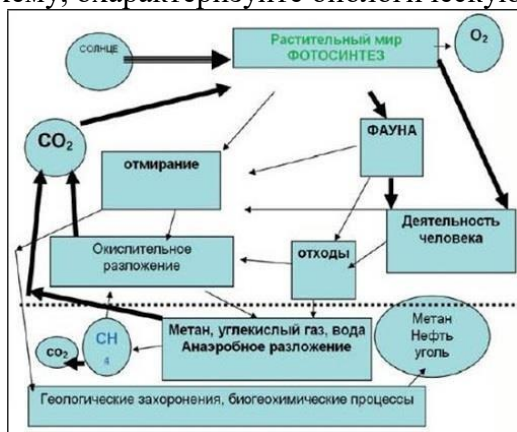 СОЛНЦЕ
Растительный мир
ФОТОСИНТЕЗ
O₂
CO₂
ФАУНА
отмирание
Деятельность
человека
Окислительное
разложение
отходы
CO₂
CH
4
Метан, углекислый газ, вода
Анаэробное разложение
Метан
Нефть
уголь
Геологические захоронения, биогеохимические процессы